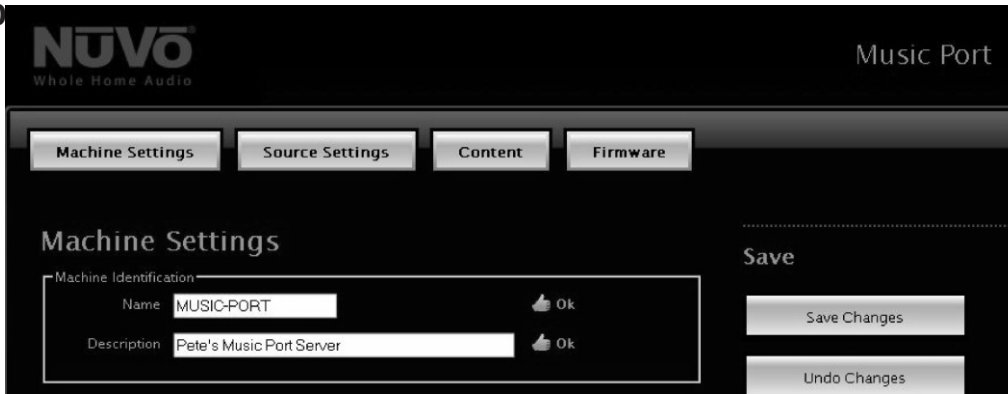 NŪVŌ
Whole Home Audio
Music Port
Machine Settings Source Settings Content Firmware
Machine Settings
Machine Identification
Name MUSIC-PORT Ok
Description Pete's Music Port Server Ok
Save
Save Changes
Undo Changes